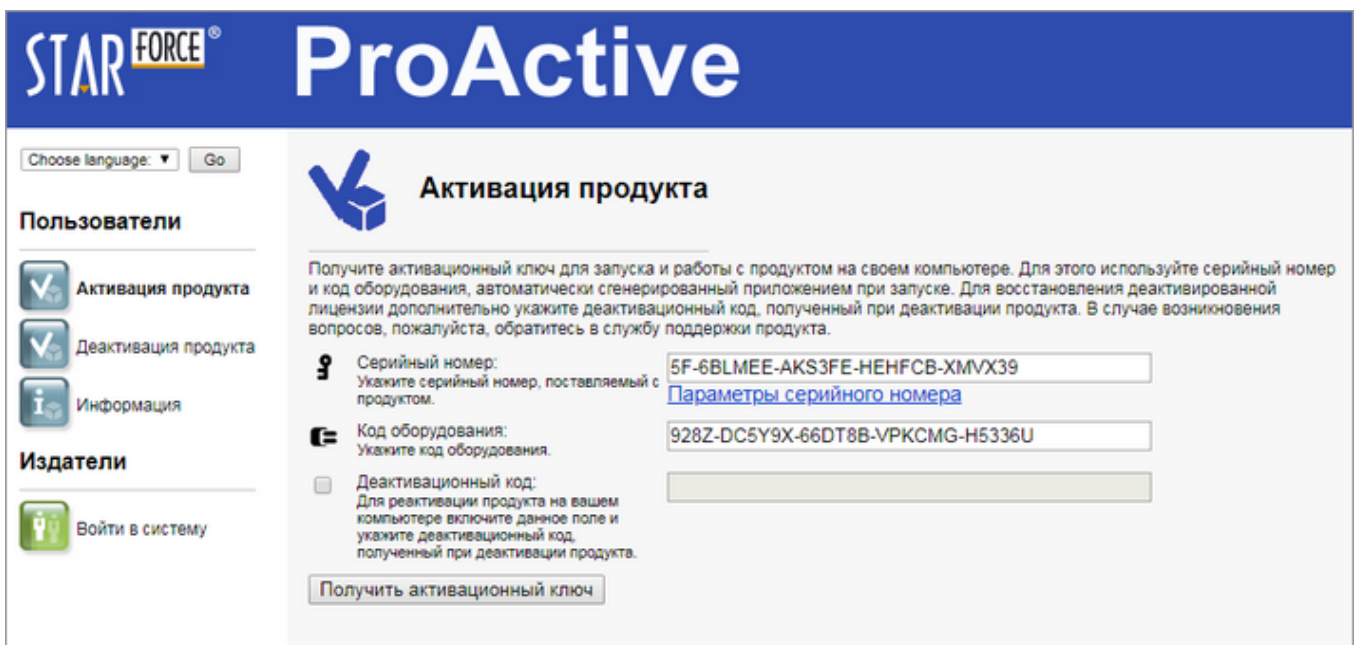 STAR FORCE® ProActive
Choose language: Go
Пользователи
Активация продукта
Деактивация продукта
Информация
Издатели
Войти в систему
Активация продукта
Получите активационный ключ для запуска и работы с продуктом на своем компьютере. Для этого используйте серийный номер
и код оборудования, автоматически сгенерированный приложением при запуске. Для восстановления деактивированной
лицензии дополнительно укажите деактивационный код, полученный при деактивации продукта. В случае возникновения
вопросов, пожалуйста, обратитесь в службу поддержки продукта.
Серийный номер:
Укажите серийный номер, поставляемый с
продуктом.
5F-6BLMEE-AKS3FE-HEHFCB-XMVX39
Параметры серийного номера
Код оборудования:
Укажите код оборудования.
928Z-DC5Y9X-66DT8B-VPKCMG-H5336U
Деактивационный код:
Для реактивации продукта на вашем
компьютере включите данное поле и
укажите деактивационный код,
полученный при деактивации продукта.
Получить активационный ключ